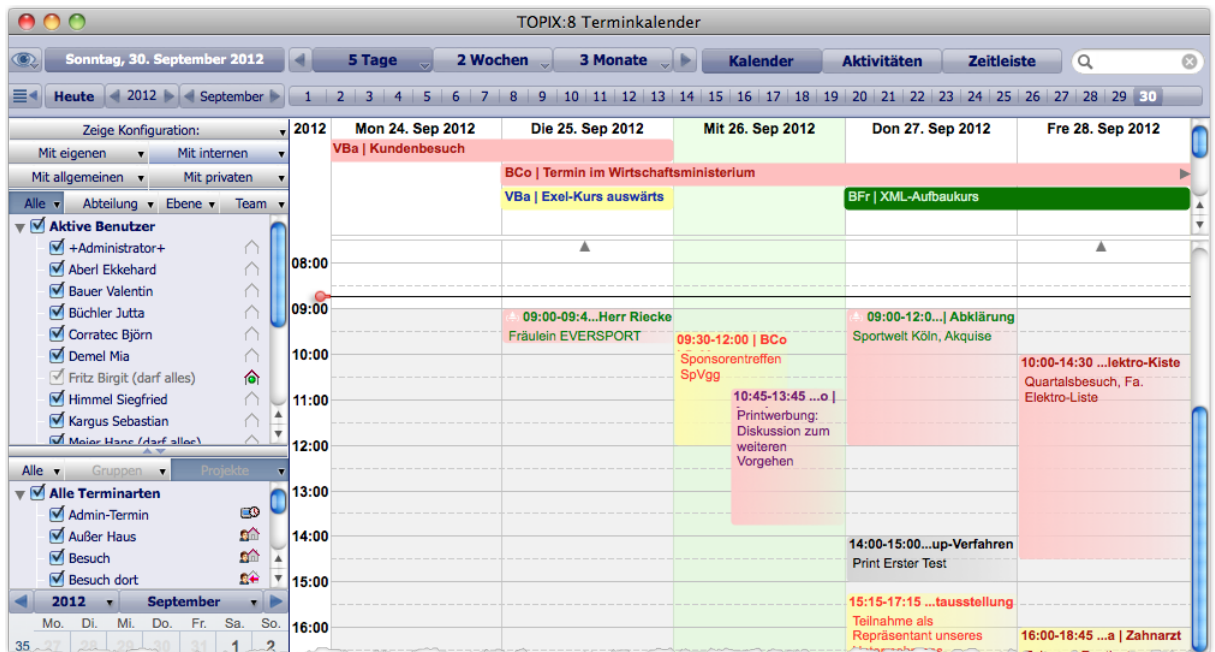 TOPIX:8 Terminkalender
Sonntag, 30. September 2012
5 Tage
2 Wochen
3 Monate
Kalender
Aktivitäten
Zeitleiste
Heute
2012
September
1 2 3 4 5 6 7 8 9 10 11 12 13 14 15 16 17 18 19 20 21 22 23 24 25 26 27 28 29 30
Zeige Konfiguration:
Mit eigenen
Mit internen
Mit allgemeinen
Mit privaten
Alle
Abteilung
Ebene
Team
Aktive Benutzer
+Administrator+
Aberl Ekkehard
Bauer Valentin
Büchler Jutta
Corratec Björn
Demel Mia
Fritz Birgit (darf alles)
Himmel Siegfried
Kargus Sebastian
Meier Hans (darf alles)
Alle
Gruppen
Projekte
Alle Terminarten
Admin-Termin
Außer Haus
Besuch
Besuch dort
2012
September
Mo. Di. Mi. Do. Fr. Sa. So.
35 27 28 29 30 31 1 2
2012
Mon 24. Sep 2012
Die 25. Sep 2012
Mit 26. Sep 2012
Don 27. Sep 2012
Fre 28. Sep 2012
VBa | Kundenbesuch
BCo | Termin im Wirtschaftsministerium
VBa | Exel-Kurs auswärts
BFr | XML-Aufbaukurs
08:00
09:00
10:00
11:00
12:00
13:00
14:00
15:00
16:00
09:00-09:4...Herr Riecke
Fräulein EVERSPORT
09:30-12:00 | BCo
Sponsorentreffen
SpVgg
10:45-13:45 ...o |
Printwerbung:
Diskussion zum
weiteren
Vorgehen
09:00-12:0...| Abklärung
Sportwelt Köln, Akquise
14:00-15:00...up-Verfahren
Print Erster Test
15:15-17:15 ...tausstellung
Teilnahme als
Repräsentant unseres
10:00-14:30 ...lektro-Kiste
Quartalsbesuch, Fa.
Elektro-Liste
16:00-18:45 ...a | Zahnarzt